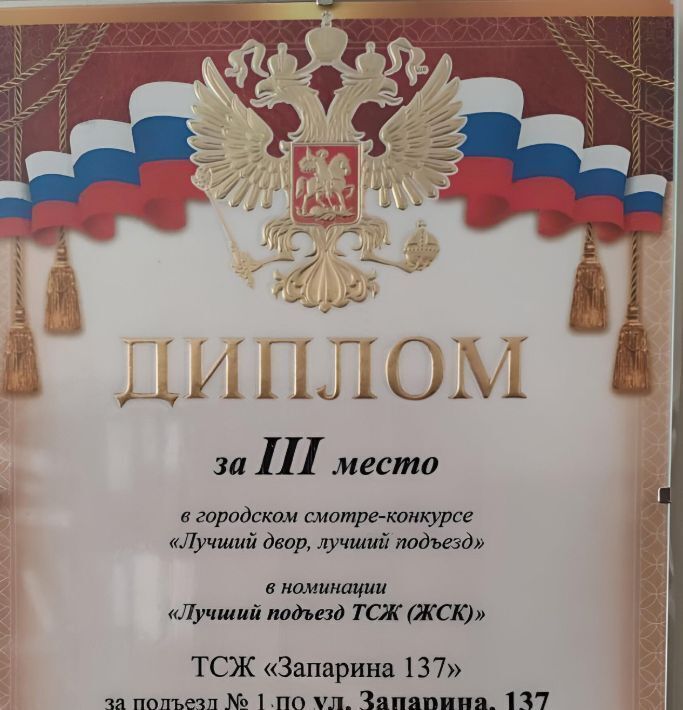 ДИПЛОМ
за III место
в городском смотре-конкурсе
«Лучший двор, лучший подъезд»
в номинации
«Лучший подъезд ТСЖ (ЖСК)»
ТСЖ «Запарина 137»
за подъезд № 1 по ул. Запарина, 137